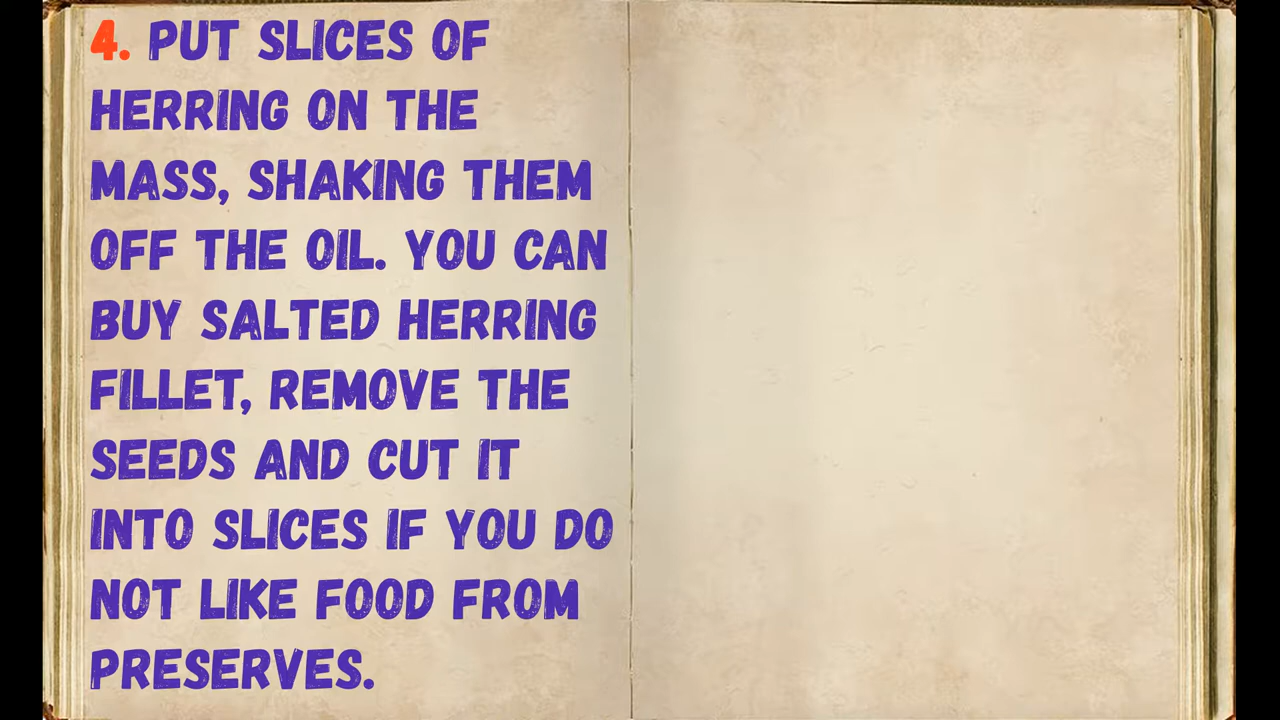 4. PUT SLICES OF
HERRING ON THE
MASS, SHAKING THEM
OFF THE OIL. YOU CAN
BUY SALTED HERRING
FILLET, REMOVE THE
SEEDS AND CUT IT
INTO SLICES IF YOU DO
NOT LIKE FOOD FROM
PRESERVES.